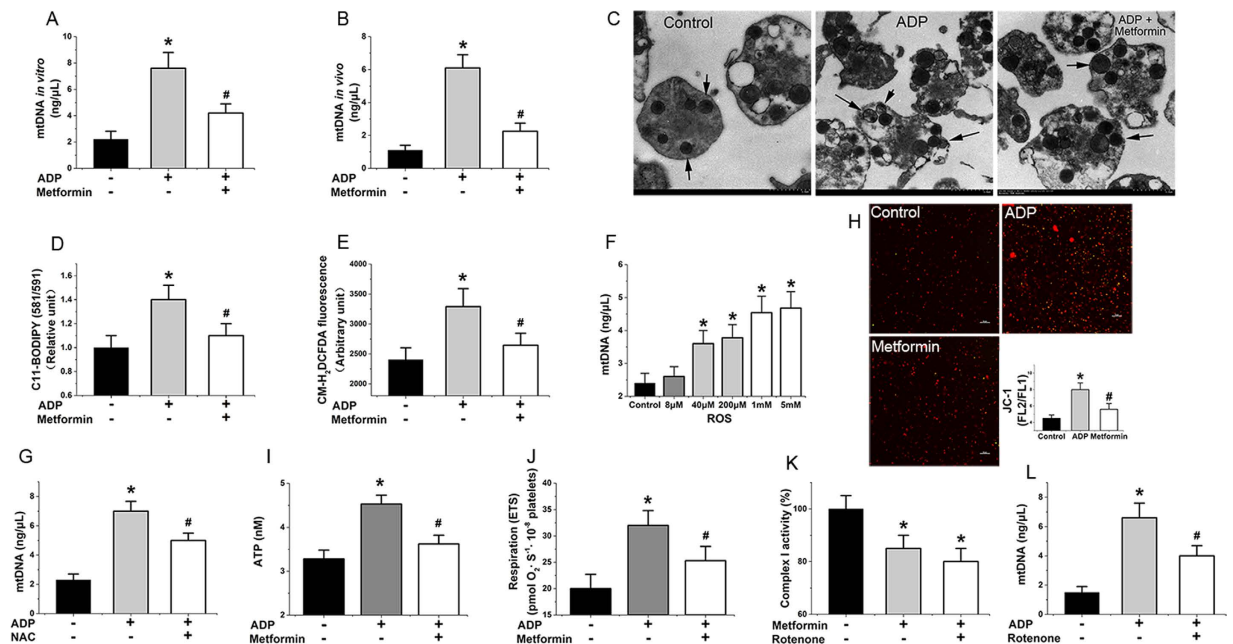 A
mtDNA in vitro
(ng/µL)
10
8
6
4
2
0
*
#
ADP - + +
Metformin - - +
B
mtDNA in vivo
(ng/µL)
8
6
4
2
0
*
#
ADP - + +
Metformin - - +
C
Control
ADP
ADP +
Metformin
D
C11-BODIPY (581/591)
(Relative unit)
1.4
1.2
1.0
0.8
0.6
*
#
ADP - + +
Metformin - - +
E
CM-H2DCFDA fluorescence
(Arbitrary unit)
4000
3500
3000
2500
2000
*
#
ADP - + +
Metformin - - +
F
mtDNA (ng/µL)
6
5
4
3
2
* * * *
Control 8µM 40µM 200µM 1mM 5mM
ROS
H
Control
ADP
Metformin
JC-1
(FL2/FL1)
*
#
Control ADP Metformin
G
mtDNA (ng/µL)
8
6
4
2
0
*
#
ADP - + +
NAC - - +
I
ATP (nM)
5
4
3
2
*
#
ADP - + +
Metformin - - +
J
Respiration (ETS)
(pmol O2· S-1· 10-8 platelets)
40
35
30
25
20
15
*
#
ADP - + +
Metformin - - +
K
Complex I activity (%)
100
80
60
*
*
Metformin - + +
Rotenone - - +
L
mtDNA (ng/µL)
8
6
4
2
0
*
#
ADP - + +
Rotenone - - +